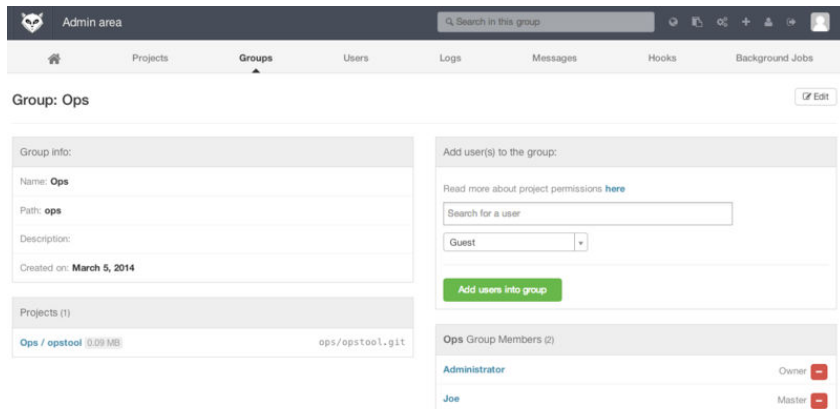 Admin area
Search in this group
Projects
Groups
Users
Logs
Messages
Hooks
Background Jobs
Group: Ops
Edit
Group info:
Name: Ops
Path: ops
Description:
Created on: March 5, 2014
Projects (1)
Ops / opstool 0.09 MB
ops/opstool.git
Add user(s) to the group:
Read more about project permissions here
Search for a user
Guest
Add users into group
Ops Group Members (2)
Administrator
Owner
Joe
Master